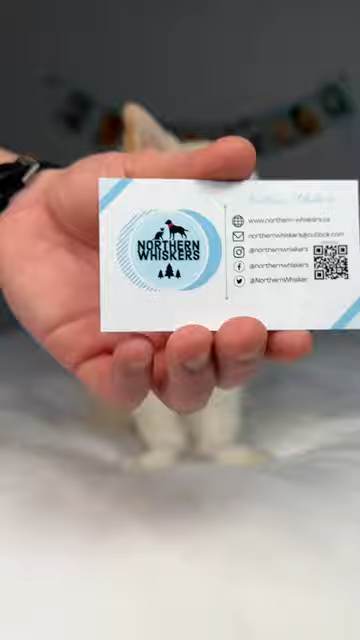 NORTHERN
WHISKERS
www.northern-whiskers.ca
northernwhiskers@outlook.com
@northernwhiskers
@northernwhiskers
@NorthernWhisker